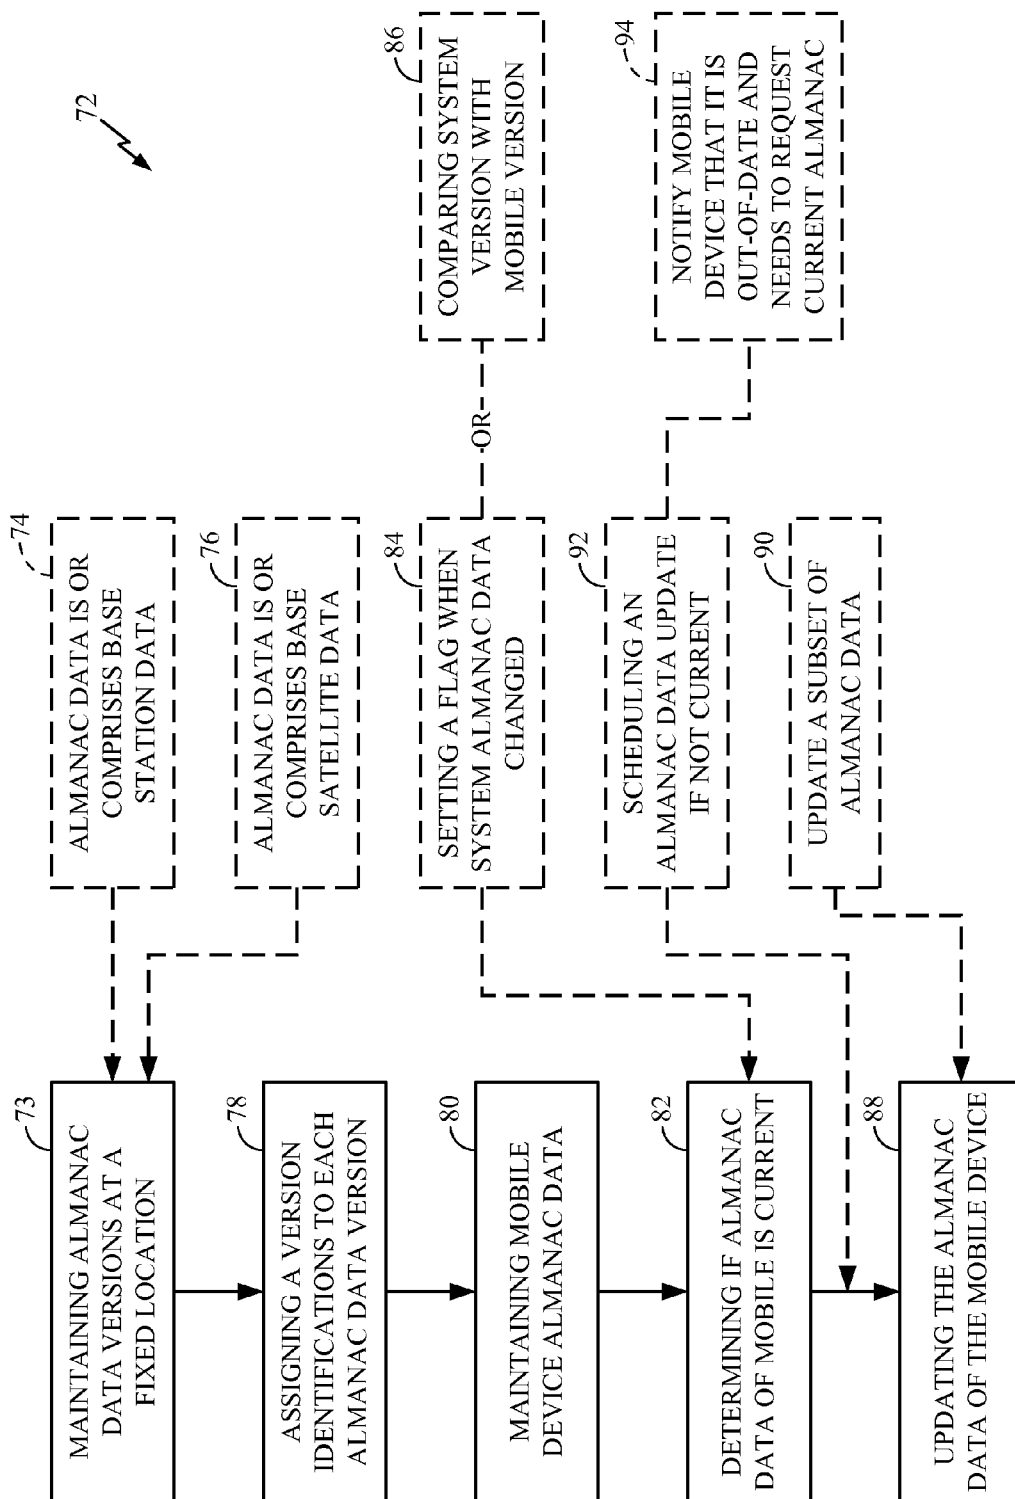 72
73
MAINTAINING ALMANAC
DATA VERSIONS AT A
FIXED LOCATION
74
ALMANAC DATA IS OR
COMPRISES BASE
STATION DATA
76
ALMANAC DATA IS OR
COMPRISES BASE
SATELLITE DATA
78
ASSIGNING A VERSION
IDENTIFICATIONS TO EACH
ALMANAC DATA VERSION
80
MAINTAINING MOBILE
DEVICE ALMANAC DATA
82
DETERMINING IF ALMANAC
DATA OF MOBILE IS CURRENT
84
SETTING A FLAG WHEN
SYSTEM ALMANAC DATA
CHANGED
OR
86
COMPARING SYSTEM
VERSION WITH
MOBILE VERSION
92
SCHEDULING AN
ALMANAC DATA UPDATE
IF NOT CURRENT
94
NOTIFY MOBILE
DEVICE THAT IT IS
OUT-OF-DATE AND
NEEDS TO REQUEST
CURRENT ALMANAC
88
UPDATING THE ALMANAC
DATA OF THE MOBILE DEVICE
90
UPDATE A SUBSET OF
ALMANAC DATA